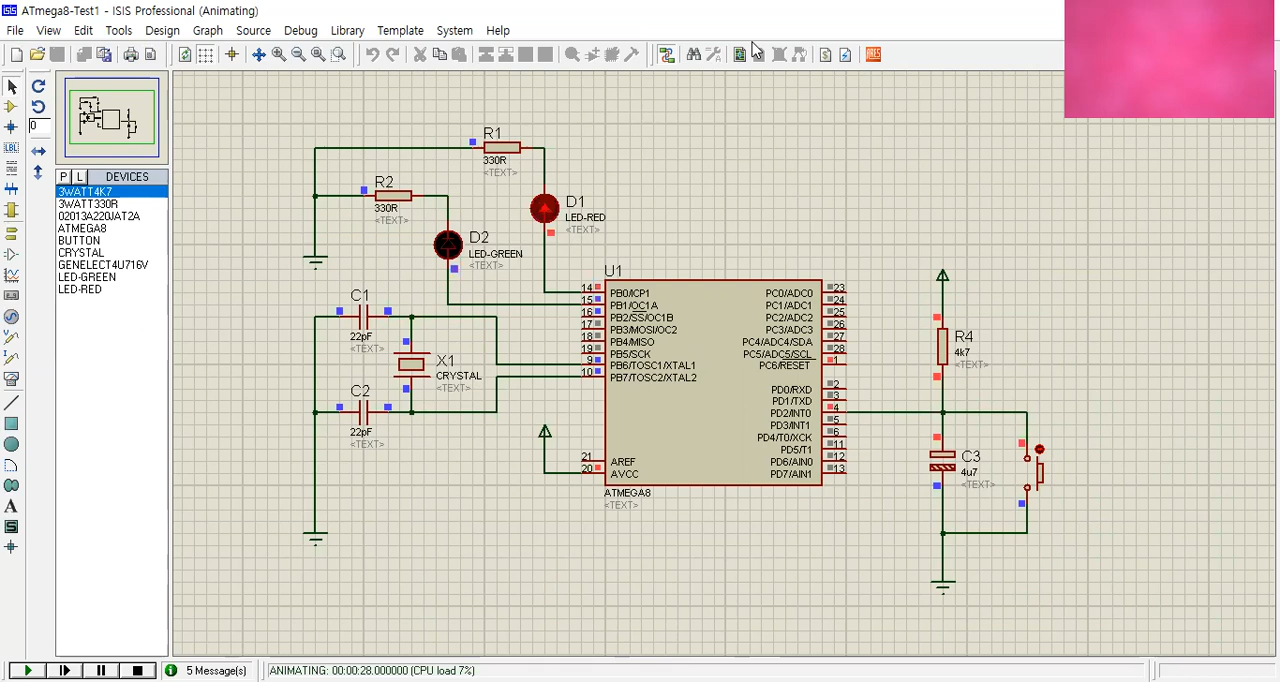 ATmega8-Test1 - ISIS Professional (Animating)
File View Edit Tools Design Graph Source Debug Library Template System Help
ARES
0
LBL
P L DEVICES
3WATT4K7
3WATT330R
02013A220JAT2A
ATMEGA8
BUTTON
CRYSTAL
GENELECT4U716V
LED-GREEN
LED-RED
A
S
R1
330R
<TEXT>
R2
330R
<TEXT>
D1
LED-RED
<TEXT>
D2
LED-GREEN
<TEXT>
C1
22pF
<TEXT>
X1
CRYSTAL
<TEXT>
C2
22pF
<TEXT>
U1
14 PB0/ICP1 PC0/ADC0 23
15 PB1/OC1A PC1/ADC1 24
16 PB2/SS/OC1B PC2/ADC2 25
17 PB3/MOSI/OC2 PC3/ADC3 26
18 PB4/MISO PC4/ADC4/SDA 27
19 PB5/SCK PC5/ADC5/SCL 28
9 PB6/TOSC1/XTAL1 PC6/RESET 1
10 PB7/TOSC2/XTAL2
PD0/RXD 2
PD1/TXD 3
PD2/INT0 4
PD3/INT1 5
PD4/T0/XCK 6
PD5/T1 11
21 AREF PD6/AIN0 12
20 AVCC PD7/AIN1 13
ATMEGA8
<TEXT>
R4
4k7
<TEXT>
C3
4u7
<TEXT>
5 Message(s) ANIMATING: 00:00:28.000000 (CPU load 7%)